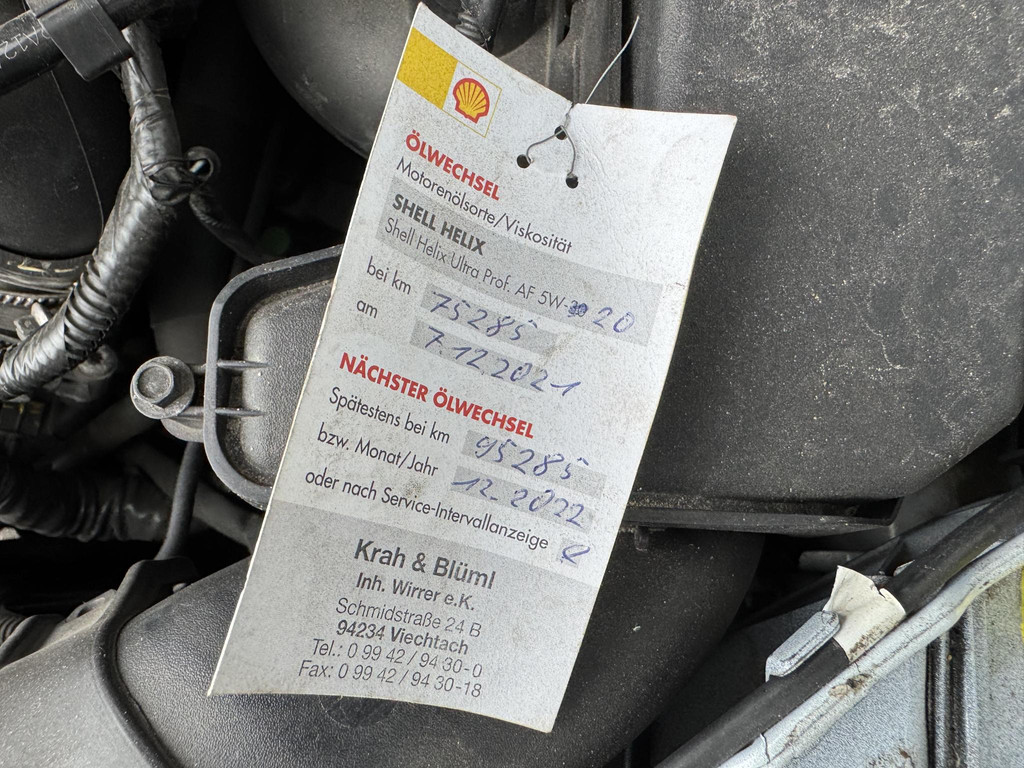 ÖLWECHSEL
Motorenölsorte/Viskosität
SHELL HELIX
Shell Helix Ultra Prof. AF 5W-30 20
bei km 75285
am 7.12.2021
NÄCHSTER ÖLWECHSEL
Spätestens bei km 95285
bzw. Monat/Jahr 12.2022
oder nach Service-Intervallanzeige
Krah & Blüml
Inh. Wirrer e.K.
Schmidstraße 24 B
94234 Viechtach
Tel.: 0 99 42 / 94 30-0
Fax: 0 99 42 / 94 30-18